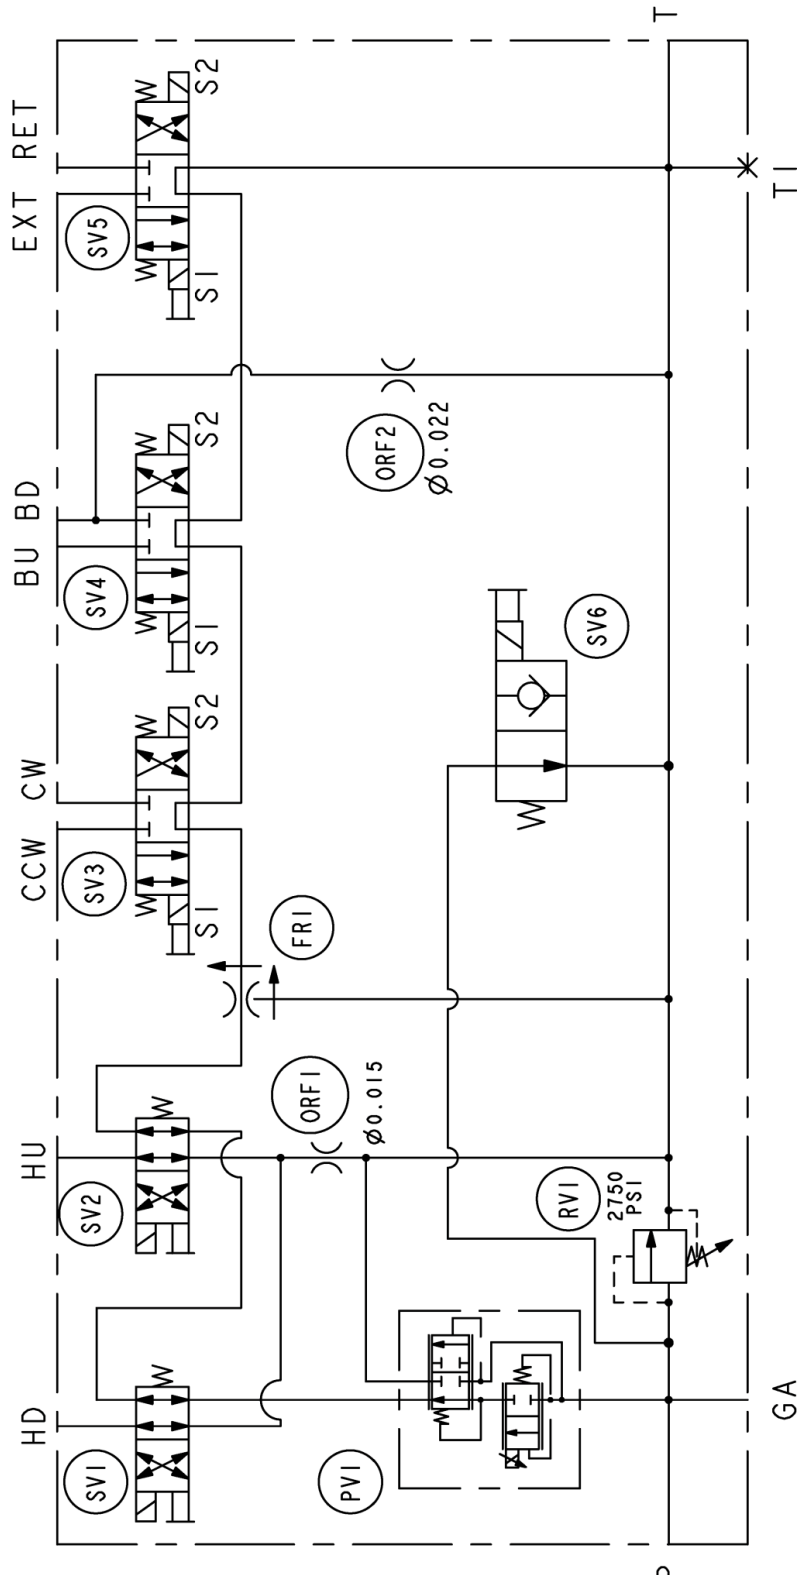 HD
HU
CCW CW
BU BD
EXT RET
SV1
SV2
SV3
S1
S2
SV4
S1
S2
SV5
S1
S2
ORF1
Ø0.015
FR1
ORF2
Ø0.022
PV1
SV6
RV1
2750
PSI
T
GA
T1